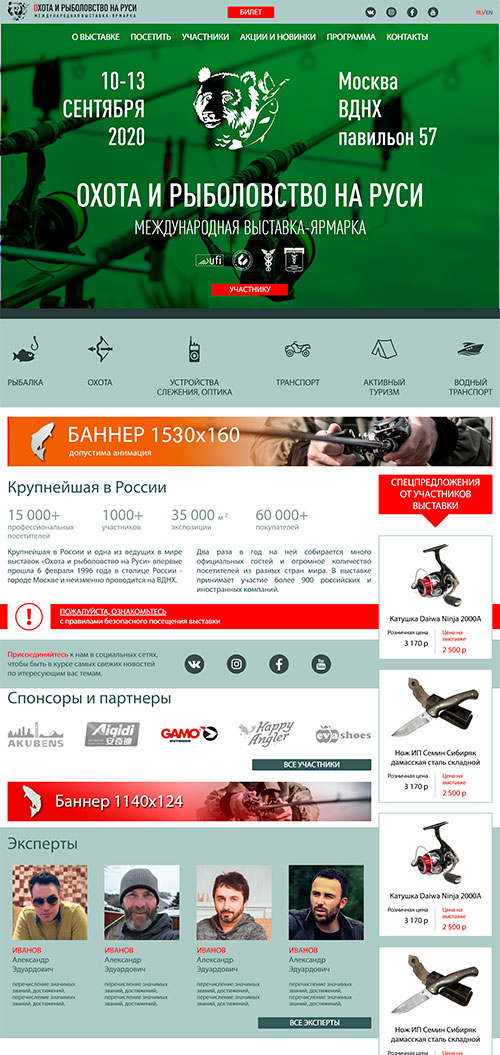 ОХОТА И РЫБОЛОВСТВО НА РУСИ
МЕЖДУНАРОДНАЯ ВЫСТАВКА-ЯРМАРКА
БИЛЕТ
RU/EN
О ВЫСТАВКЕ ПОСЕТИТЬ УЧАСТНИКИ АКЦИИ И НОВИНКИ ПРОГРАММА КОНТАКТЫ
10-13
СЕНТЯБРЯ
2020
Москва
ВДНХ
павильон 57
ОХОТА И РЫБОЛОВСТВО НА РУСИ
МЕЖДУНАРОДНАЯ ВЫСТАВКА-ЯРМАРКА
ufi
УЧАСТНИКУ
РЫБАЛКА
ОХОТА
УСТРОЙСТВА
СЛЕЖЕНИЯ, ОПТИКА
ТРАНСПОРТ
АКТИВНЫЙ
ТУРИЗМ
ВОДНЫЙ
ТРАНСПОРТ
БАННЕР 1530х160
допустима анимация
Крупнейшая в России
15 000+
профессиональных
посетителей
1000+
участников
35 000 м 2
экспозиции
60 000+
покупателей
Крупнейшая в России и одна из ведущих в мире
выставок «Охота и рыболовство на Руси» впервые
прошла 6 февраля 1996 года в столице России -
городе Москве и неизменно проводится на ВДНХ.
Два раза в год на ней собирается много
официальных гостей и огромное количество
посетителей из разных стран мира. В выставке
принимает участие более 900 российских и
иностранных компаний.
ПОЖАЛУЙСТА, ОЗНАКОМЬТЕСЬ
с правилами безопасного посещения выставки
Присоединяйтесь к нам в социальных сетях,
чтобы быть в курсе самых свежих новостей
по итересующим вас темам.
Спонсоры и партнеры
AKUBENS
Aiqidi
安奇迪
GAMO
OUTDOOR
Happy
Angler
eva shoes
ВСЕ УЧАСТНИКИ
Баннер 1140х124
Эксперты
ИВАНОВ
Александр
Эдуардович
перечисление значимых
званий, достижений,
перечисление значимых
званий, достижений,
ИВАНОВ
Александр
Эдуардович
перечисление значимых
званий, достижений,
перечисление значимых
званий, достижений,
ИВАНОВ
Александр
Эдуардович
перечисление значимых
званий, достижений,
перечисление значимых
званий, достижений,
ИВАНОВ
Александр
Эдуардович
перечисление значимых
званий, достижений,
перечисление значимых
званий, достижений,
ВСЕ ЭКСПЕРТЫ
СПЕЦПРЕДЛОЖЕНИЯ
ОТ УЧАСТНИКОВ
ВЫСТАВКИ
Катушка Daiwa Ninja 2000A
Розничная цена
3 170 р
Цена на
выставке
2 500 р
Нож ИП Семин Сибиряк
дамасская сталь складной
Розничная цена
3 170 р
Цена на
выставке
2 500 р
Катушка Daiwa Ninja 2000A
Розничная цена
3 170 р
Цена на
выставке
2 500 р
Нож ИП Семин Сибиряк
дамасская сталь складной